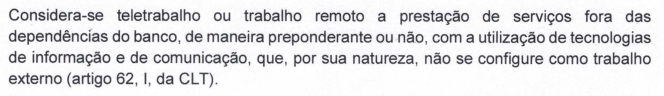 Considera-se teletrabalho ou trabalho remoto a prestação de serviços fora das
dependências do banco, de maneira preponderante ou não, com a utilização de tecnologias
de informação e de comunicação, que, por sua natureza, não se configure como trabalho
externo (artigo 62, I, da CLT).